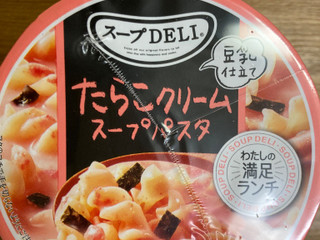 スープDELI®
豆乳
仕立て
たらこクリーム
スープパスタ
SOUP DELI
わたしの
満足
ランチ